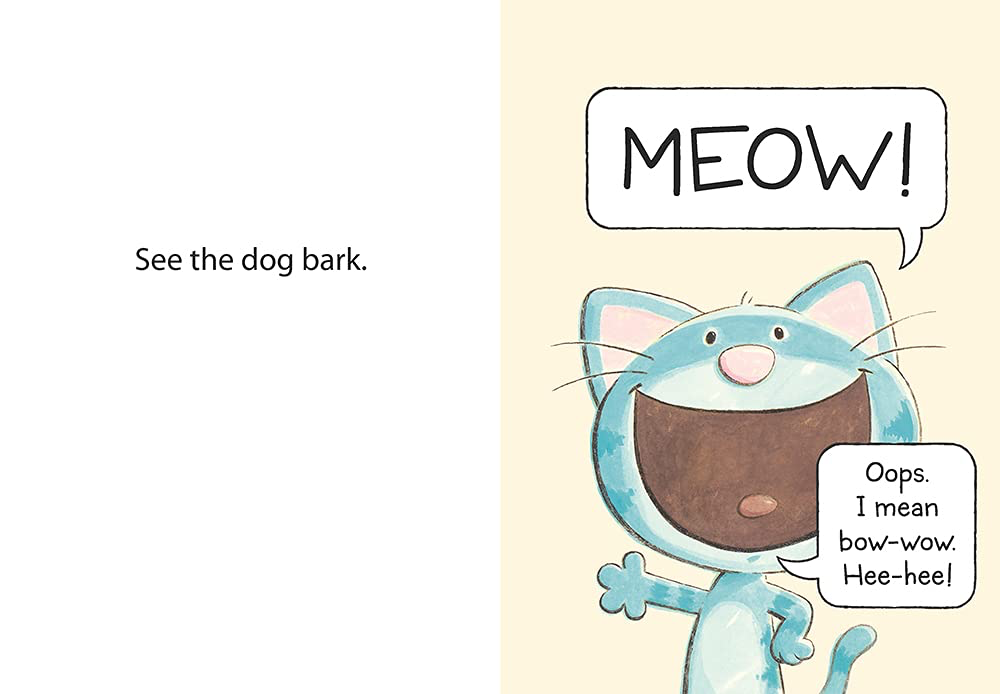 See the dog bark.
MEOW!
Oops.
I mean
bow-wow.
Hee-hee!